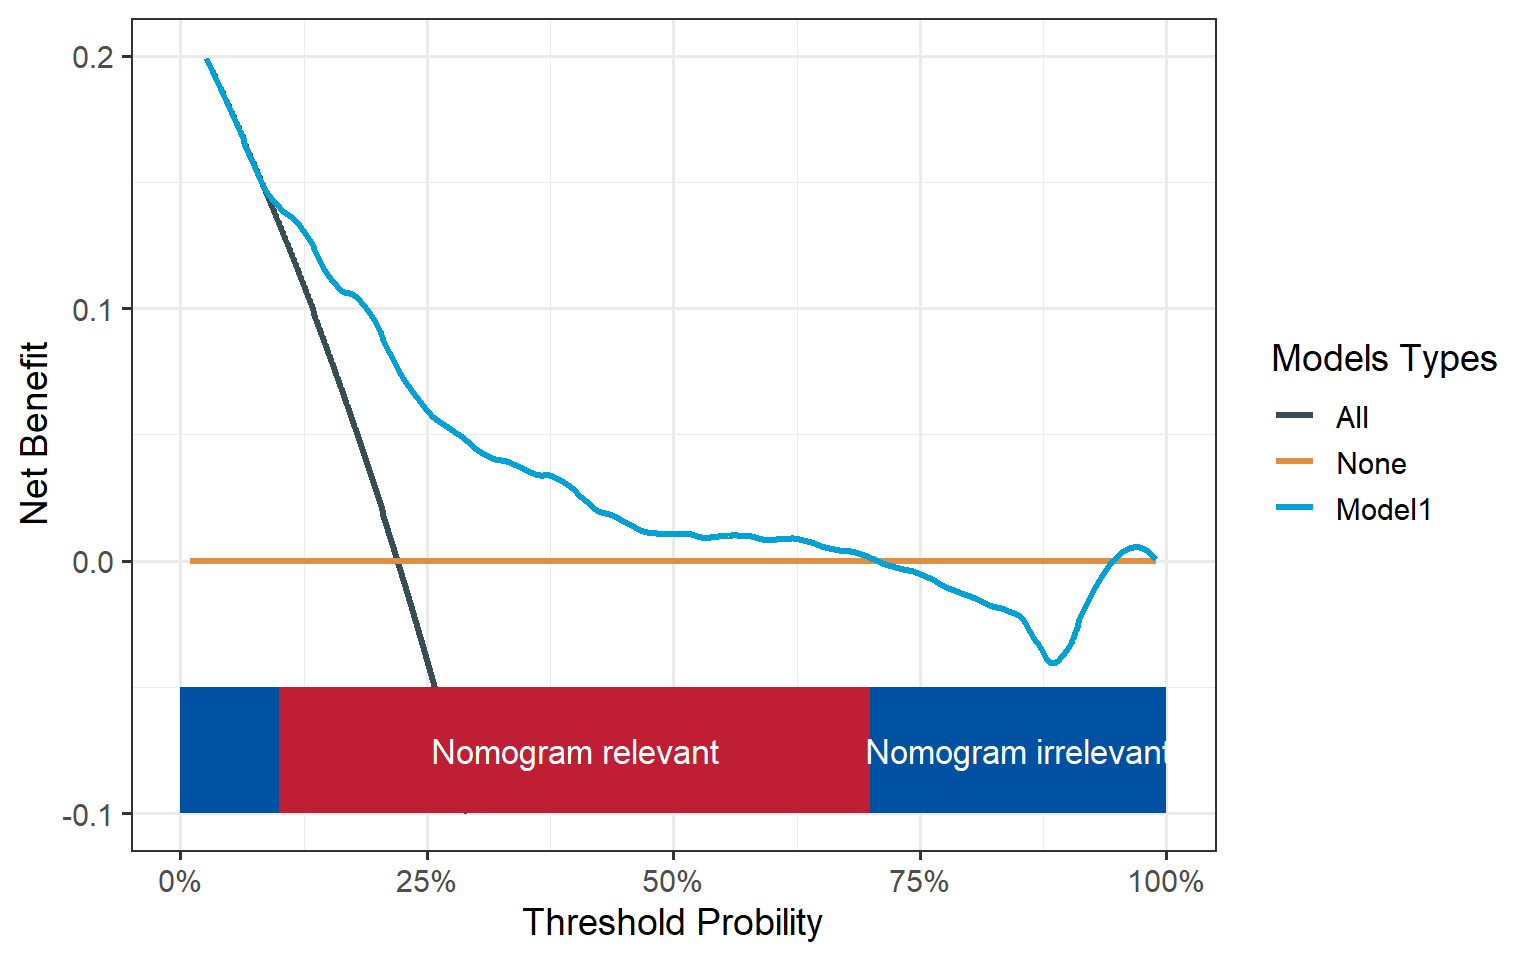 0.2
0.1
0.0
-0.1
Net Benefit
Nomogram relevant
Nomogram irrelevant
0%
25%
50%
75%
100%
Threshold Probility
Models Types
All
None
Model1